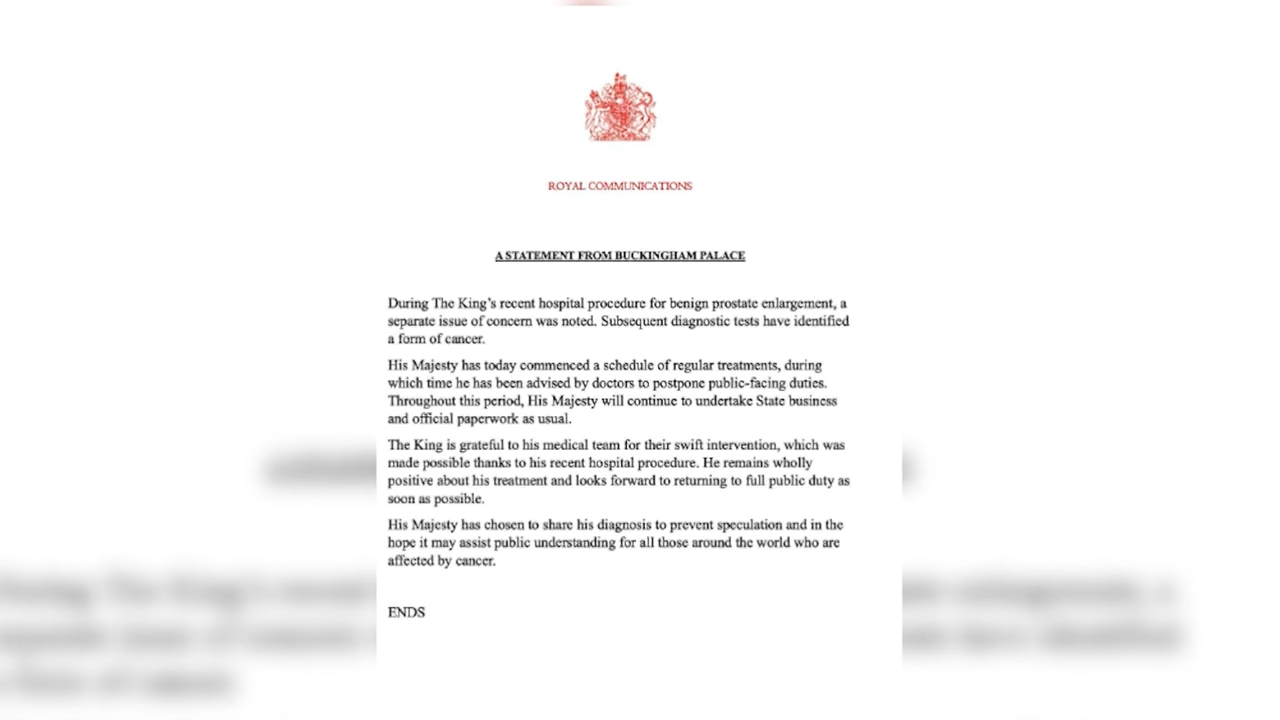 ROYAL COMMUNICATIONS
A STATEMENT FROM BUCKINGHAM PALACE
During The King's recent hospital procedure for benign prostate enlargement, a
separate issue of concern was noted. Subsequent diagnostic tests have identified
a form of cancer.
His Majesty has today commenced a schedule of regular treatments, during
which time he has been advised by doctors to postpone public-facing duties.
Throughout this period, His Majesty will continue to undertake State business
and official paperwork as usual.
The King is grateful to his medical team for their swift intervention, which was
made possible thanks to his recent hospital procedure. He remains wholly
positive about his treatment and looks forward to returning to full public duty as
soon as possible.
His Majesty has chosen to share his diagnosis to prevent speculation and in the
hope it may assist public understanding for all those around the world who are
affected by cancer.
ENDS